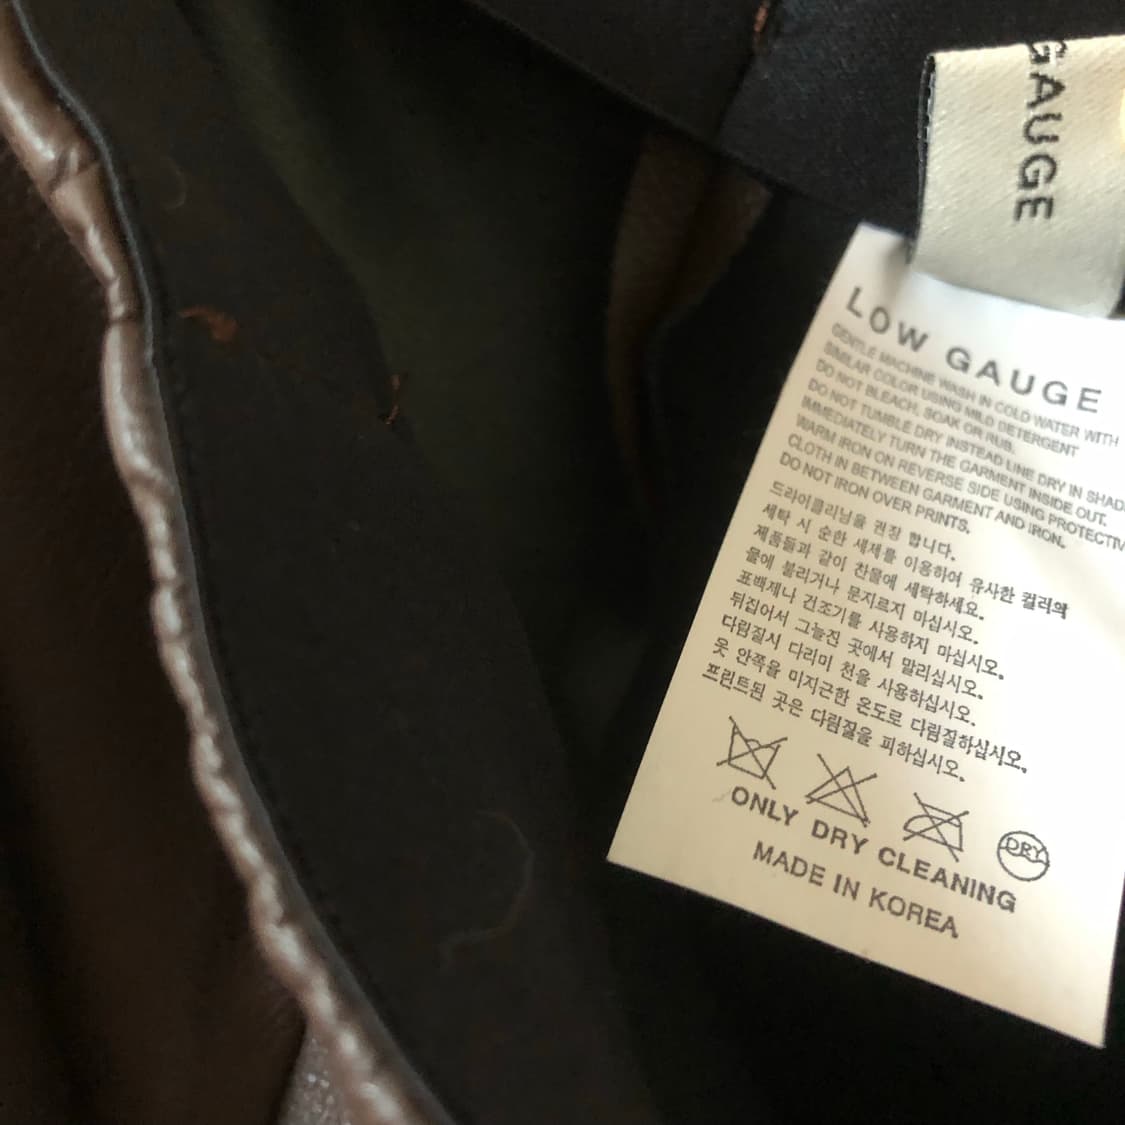 GAUGE
LOW GAUGE
GENTLE MACHINE WASH IN COLD WATER WITH
SIMILAR COLOR USING MILD DETERGENT
DO NOT BLEACH, SOAK OR RUB.
DO NOT TUMBLE DRY INSTEAD LINE DRY IN SHAD
IMMEDIATELY TURN THE GARMENT INSIDE OUT.
WARM IRON ON REVERSE SIDE USING PROTECTIV
CLOTH IN BETWEEN GARMENT AND IRON.
DO NOT IRON OVER PRINTS.
드라이클리닝을 권장 합니다.
세탁 시 순한 세제를 이용하여 유사한 컬러의
제품들과 같이 찬물에 세탁하세요.
물에 불리거나 문지르지 마십시오.
표백제나 건조기를 사용하지 마십시오.
뒤집어서 그늘진 곳에서 말리십시오.
다림질시 다리미 천을 사용하십시오.
옷 안쪽을 미지근한 온도로 다림질하십시오.
프린트된 곳은 다림질을 피하십시오.
DRY
ONLY DRY CLEANING
MADE IN KOREA